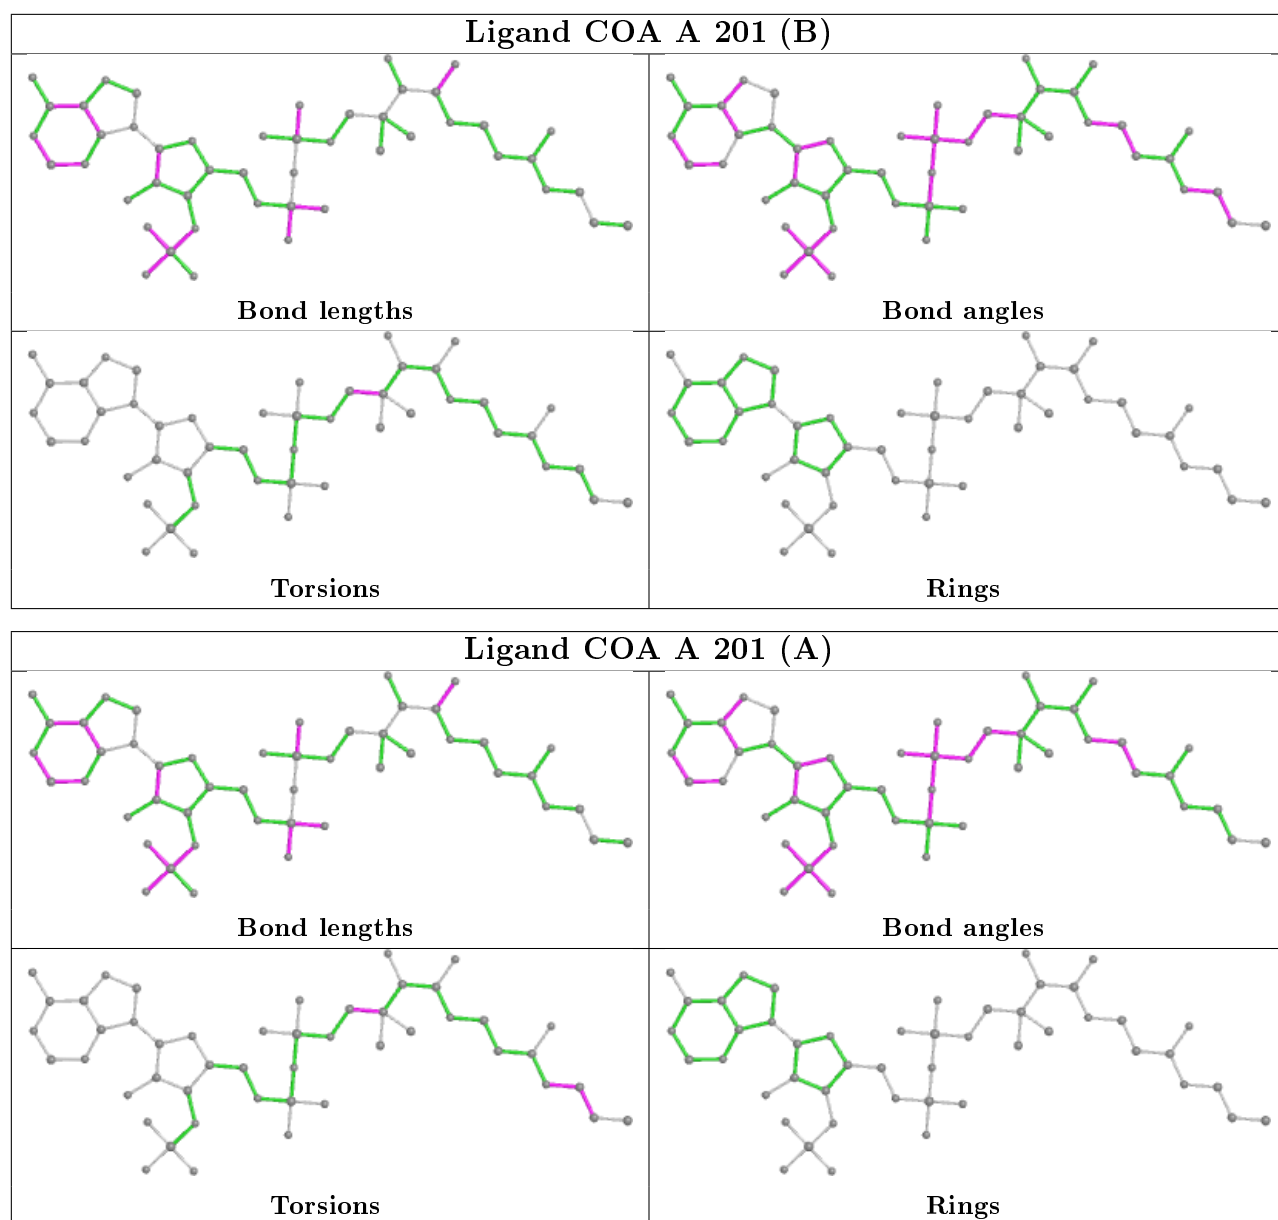 Ligand COA A 201 (B)
Bond lengths
Bond angles
Torsions
Rings
Ligand COA A 201 (A)
Bond lengths
Bond angles
Torsions
Rings